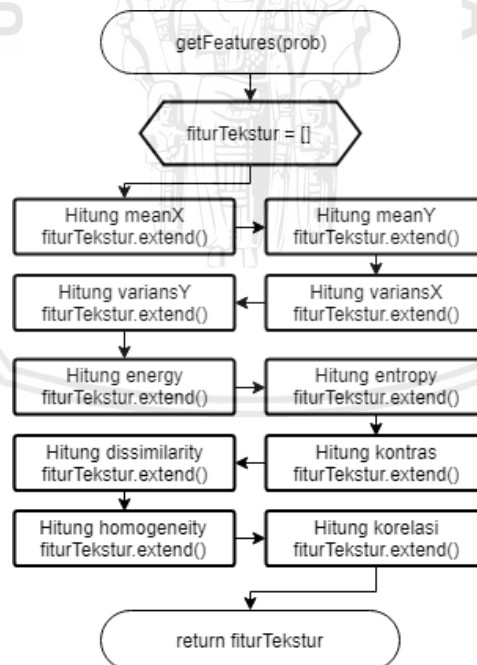 getFeatures(prob)
fiturTekstur = []
Hitung meanX
fiturTekstur.extend()
Hitung meanY
fiturTekstur.extend()
Hitung variansX
fiturTekstur.extend()
Hitung variansY
fiturTekstur.extend()
Hitung energy
fiturTekstur.extend()
Hitung entropy
fiturTekstur.extend()
Hitung kontras
fiturTekstur.extend()
Hitung dissimilarity
fiturTekstur.extend()
Hitung homogeneity
fiturTekstur.extend()
Hitung korelasi
fiturTekstur.extend()
return fiturTekstur